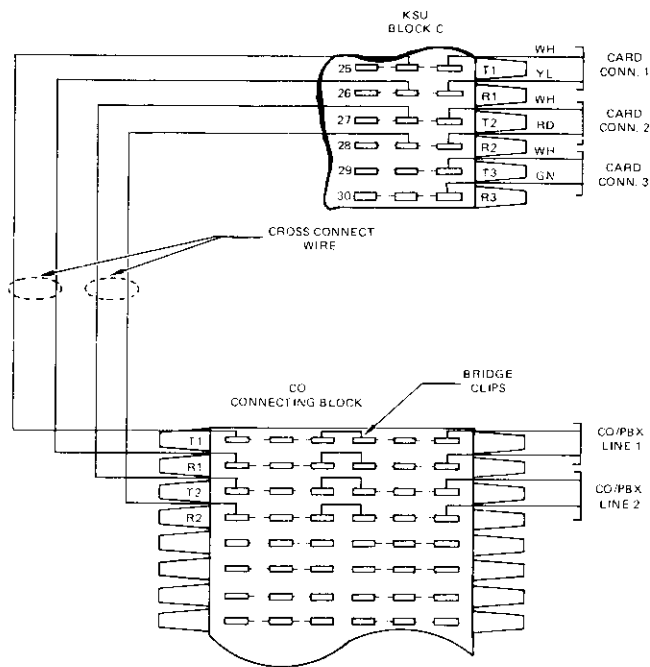 KSU
BLOCK C
25
26
27
28
29
30
T1
R1
T2
R2
T3
R3
WH
YL
WH
RD
WH
GN
CARD
CONN. 1
CARD
CONN. 2
CARD
CONN. 3
CROSS CONNECT
WIRE
CO
CONNECTING BLOCK
BRIDGE
CLIPS
T1
R1
T2
R2
CO/PBX
LINE 1
CO/PBX
LINE 2